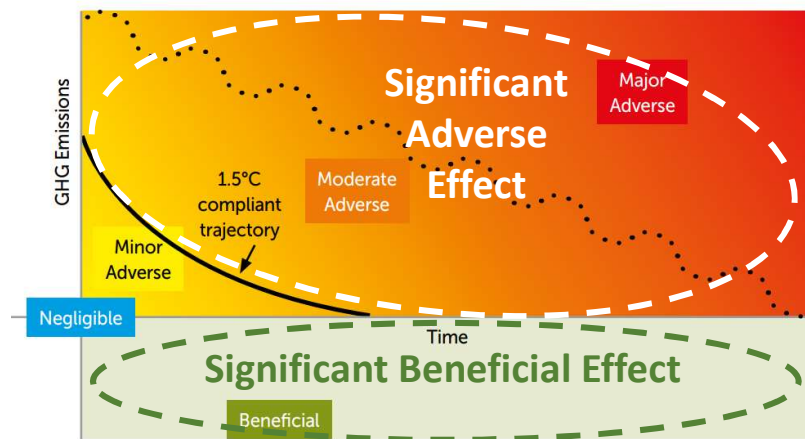 GHG Emissions
Significant
Adverse
Effect
Major
Adverse
1.5°C
compliant
trajectory
Moderate
Adverse
Minor
Adverse
Negligible
Time
Significant Beneficial Effect
Beneficial